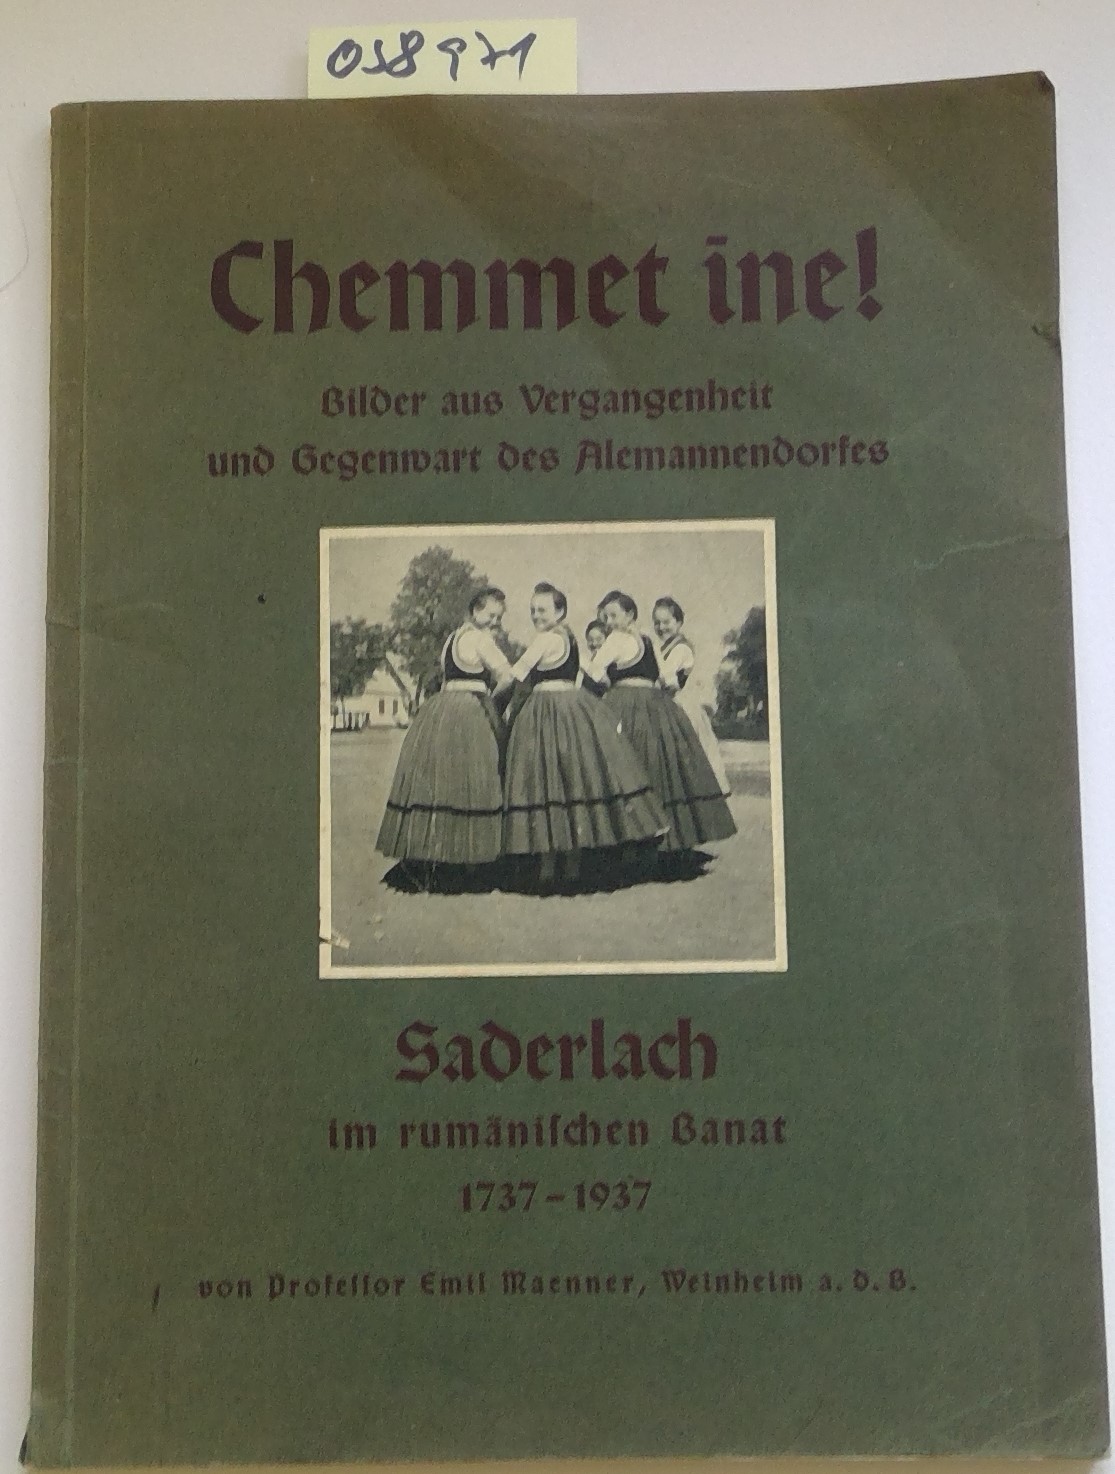 058971
Chemmet ine!
Bilder aus Vergangenheit
und Gegenwart des Alemannendorfes
Saderlach
im rumäniſchen Banat
1737-1937
von Profeſſor Emil Maenner, Weinheim a. d. B.